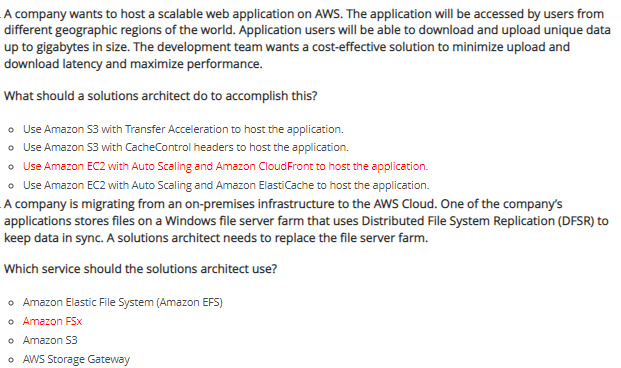 A company wants to host a scalable web application on AWS. The application will be accessed by users from
different geographic regions of the world. Application users will be able to download and upload unique data
up to gigabytes in size. The development team wants a cost-effective solution to minimize upload and
download latency and maximize performance.
What should a solutions architect do to accomplish this?
Use Amazon S3 with Transfer Acceleration to host the application.
Use Amazon S3 with CacheControl headers to host the application.
Use Amazon EC2 with Auto Scaling and Amazon CloudFront to host the application.
Use Amazon EC2 with Auto Scaling and Amazon ElastiCache to host the application.
A company is migrating from an on-premises infrastructure to the AWS Cloud. One of the company's
applications stores files on a Windows file server farm that uses Distributed File System Replication (DFSR) to
keep data in sync. A solutions architect needs to replace the file server farm.
Which service should the solutions architect use?
Amazon Elastic File System (Amazon EFS)
Amazon FSx
Amazon S3
AWS Storage Gateway